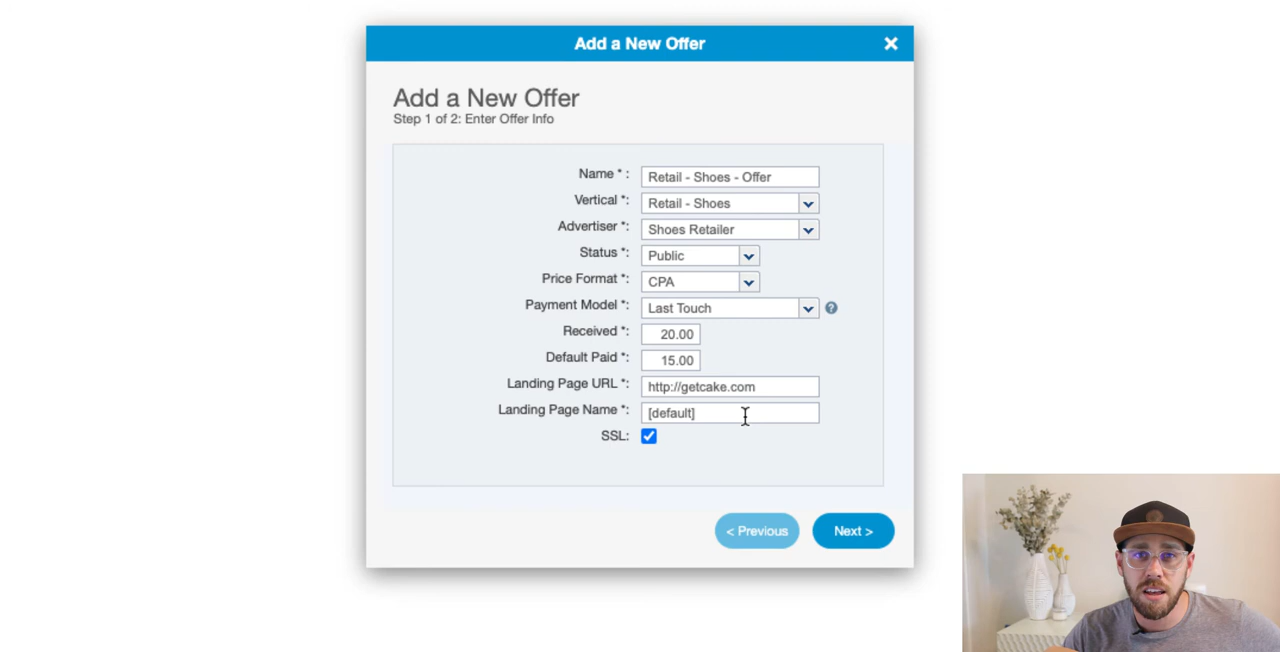 Add a New Offer
Add a New Offer
Step 1 of 2: Enter Offer Info
Name * : Retail - Shoes - Offer
Vertical *: Retail - Shoes
Advertiser *: Shoes Retailer
Status *: Public
Price Format *: CPA
Payment Model *: Last Touch ?
Received *: 20.00
Default Paid *: 15.00
Landing Page URL *: http://getcake.com
Landing Page Name *: [default]
SSL:
< Previous Next >